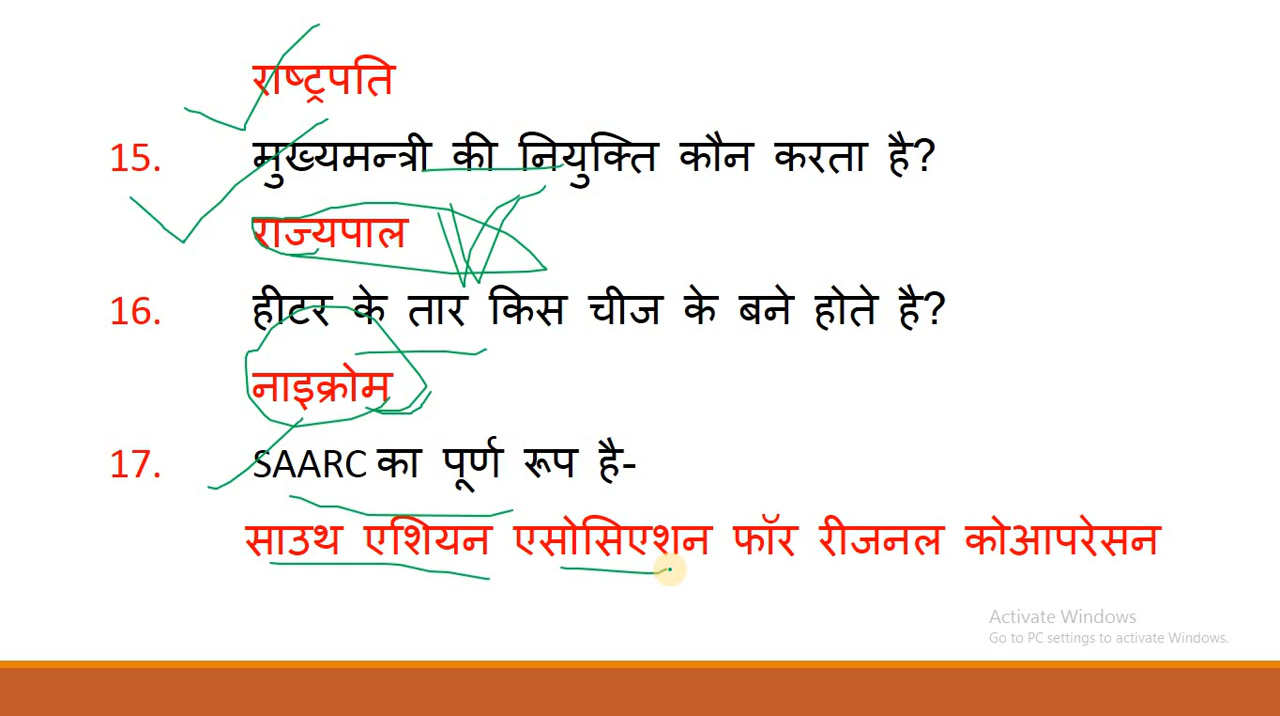 राष्ट्रपति
15. मुख्यमन्त्री की नियुक्ति कौन करता है?
राज्यपाल
16. हीटर के तार किस चीज के बने होते है?
नाइक्रोम
17. SAARC का पूर्ण रूप है-
साउथ एशियन एसोसिएशन फॉर रीजनल कोआपरेसन
Activate Windows
Go to PC settings to activate Windows.